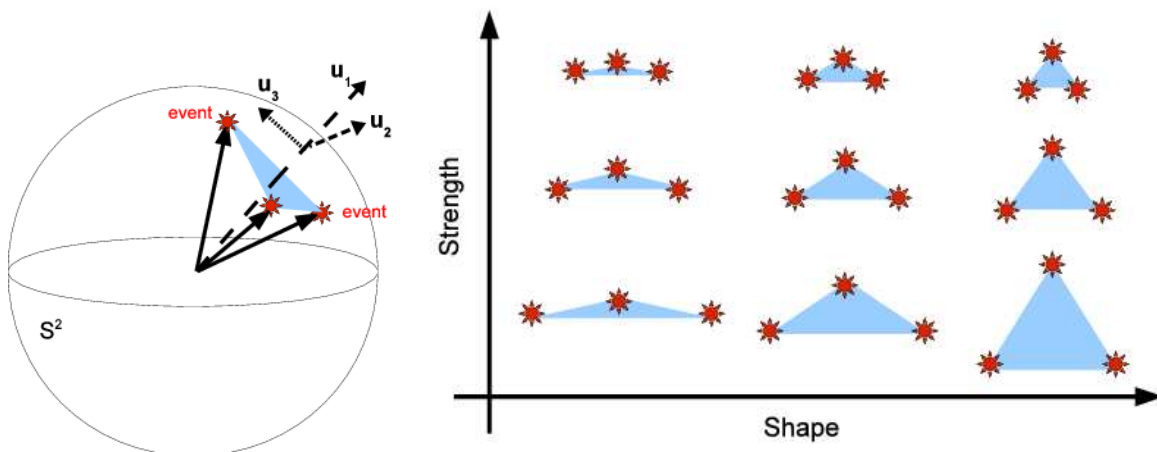 u₁
u₃
event
u₂
event
S²
Strength
Shape